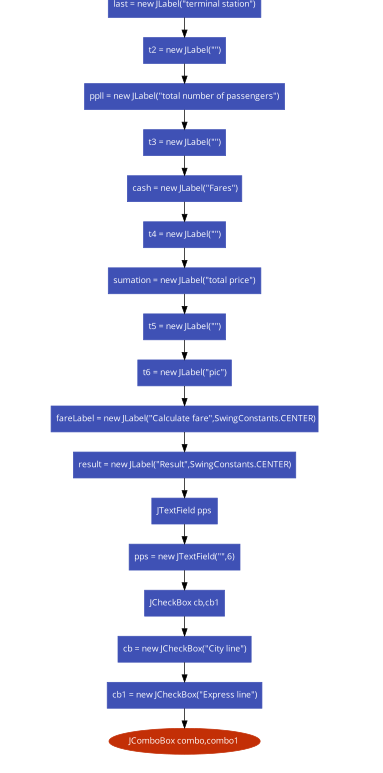 last = new JLabel("terminal station")
t2 = new JLabel("")
ppll = new JLabel("total number of passengers")
t3 = new JLabel("")
cash = new JLabel("Fares")
t4 = new JLabel("")
sumation = new JLabel("total price")
t5 = new JLabel("")
t6 = new JLabel("pic")
fareLabel = new JLabel("Calculate fare",SwingConstants.CENTER)
result = new JLabel("Result",SwingConstants.CENTER)
JTextField pps
pps = new JTextField("",6)
JCheckBox cb,cb1
cb = new JCheckBox("City line")
cb1 = new JCheckBox("Express line")
JComboBox combo,combo1